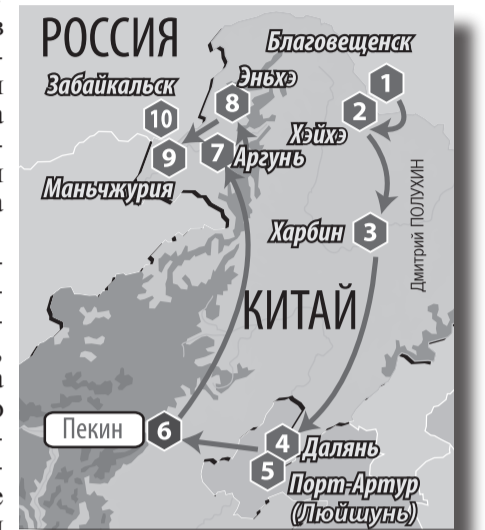 РОССИЯ
Благовещенск
Забайкальск
Эньхэ
1
8
2
10
Хэйхэ
9
7
Аргунь
Маньчжурия
Харбин
3
Дмитрий ПОЛУХИН
КИТАЙ
Пекин
6
4
Далянь
5
Порт-Артур
(Люйшунь)